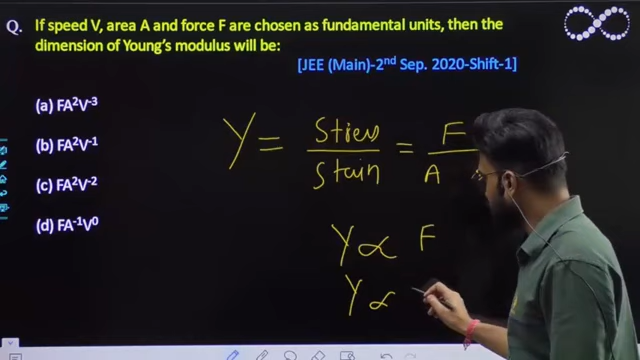 Q. If speed V, area A and force F are chosen as fundamental units, then the
dimension of Young's modulus will be:
[JEE (Main)-2nd Sep. 2020-Shift-1]
(a) FA²V⁻³
(b) FA²V⁻¹
(c) FA²V⁻²
(d) FA⁻¹V⁰
Y = Stress / Stain = F / A
Y ∝ F
Y ∝